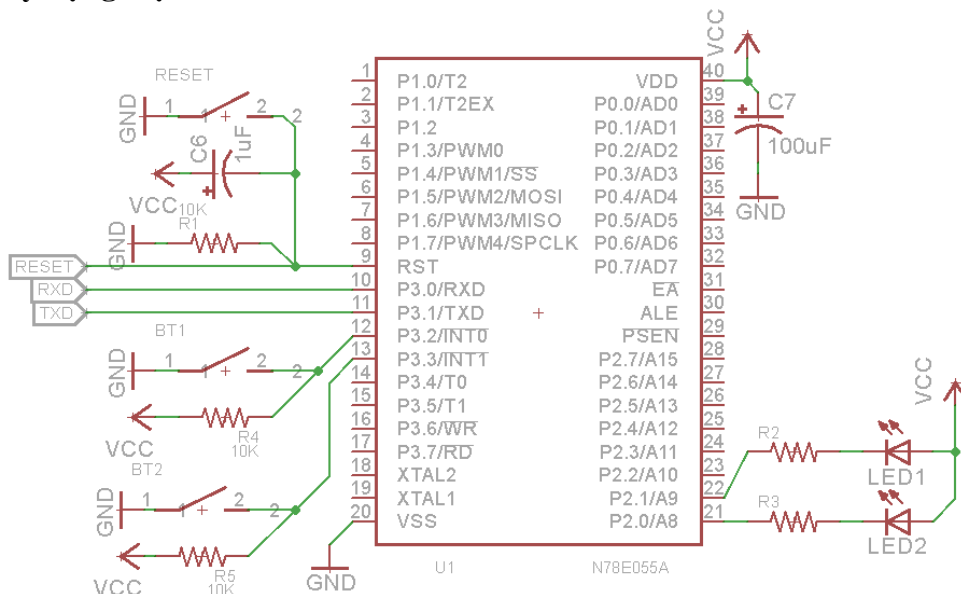 RESET
GND 1 1 2 2
C6 1uF
VCC
10K
R1
GND
RESET
RXD
TXD
BT1
GND 1 1 2 2
VCC
R4
10K
BT2
GND 1 1 2 2
VCC
R5
10K
1 P1.0/T2
2 P1.1/T2EX
3 P1.2
4 P1.3/PWM0
5 P1.4/PWM1/SS
6 P1.5/PWM2/MOSI
7 P1.6/PWM3/MISO
8 P1.7/PWM4/SPCLK
9 RST
10 P3.0/RXD
11 P3.1/TXD
12 P3.2/INT0
13 P3.3/INT1
14 P3.4/T0
15 P3.5/T1
16 P3.6/WR
17 P3.7/RD
18 XTAL2
19 XTAL1
20 VSS
GND
VDD 40
P0.0/AD0 39
P0.1/AD1 38
P0.2/AD2 37
P0.3/AD3 36
P0.4/AD4 35
P0.5/AD5 34
P0.6/AD6 33
P0.7/AD7 32
EA 31
ALE 30
PSEN 29
P2.7/A15 28
P2.6/A14 27
P2.5/A13 26
P2.4/A12 25
P2.3/A11 24
P2.2/A10 23
P2.1/A9 22
P2.0/A8 21
U1
N78E055A
VCC
C7
100uF
GND
VCC
R2
LED1
R3
LED2